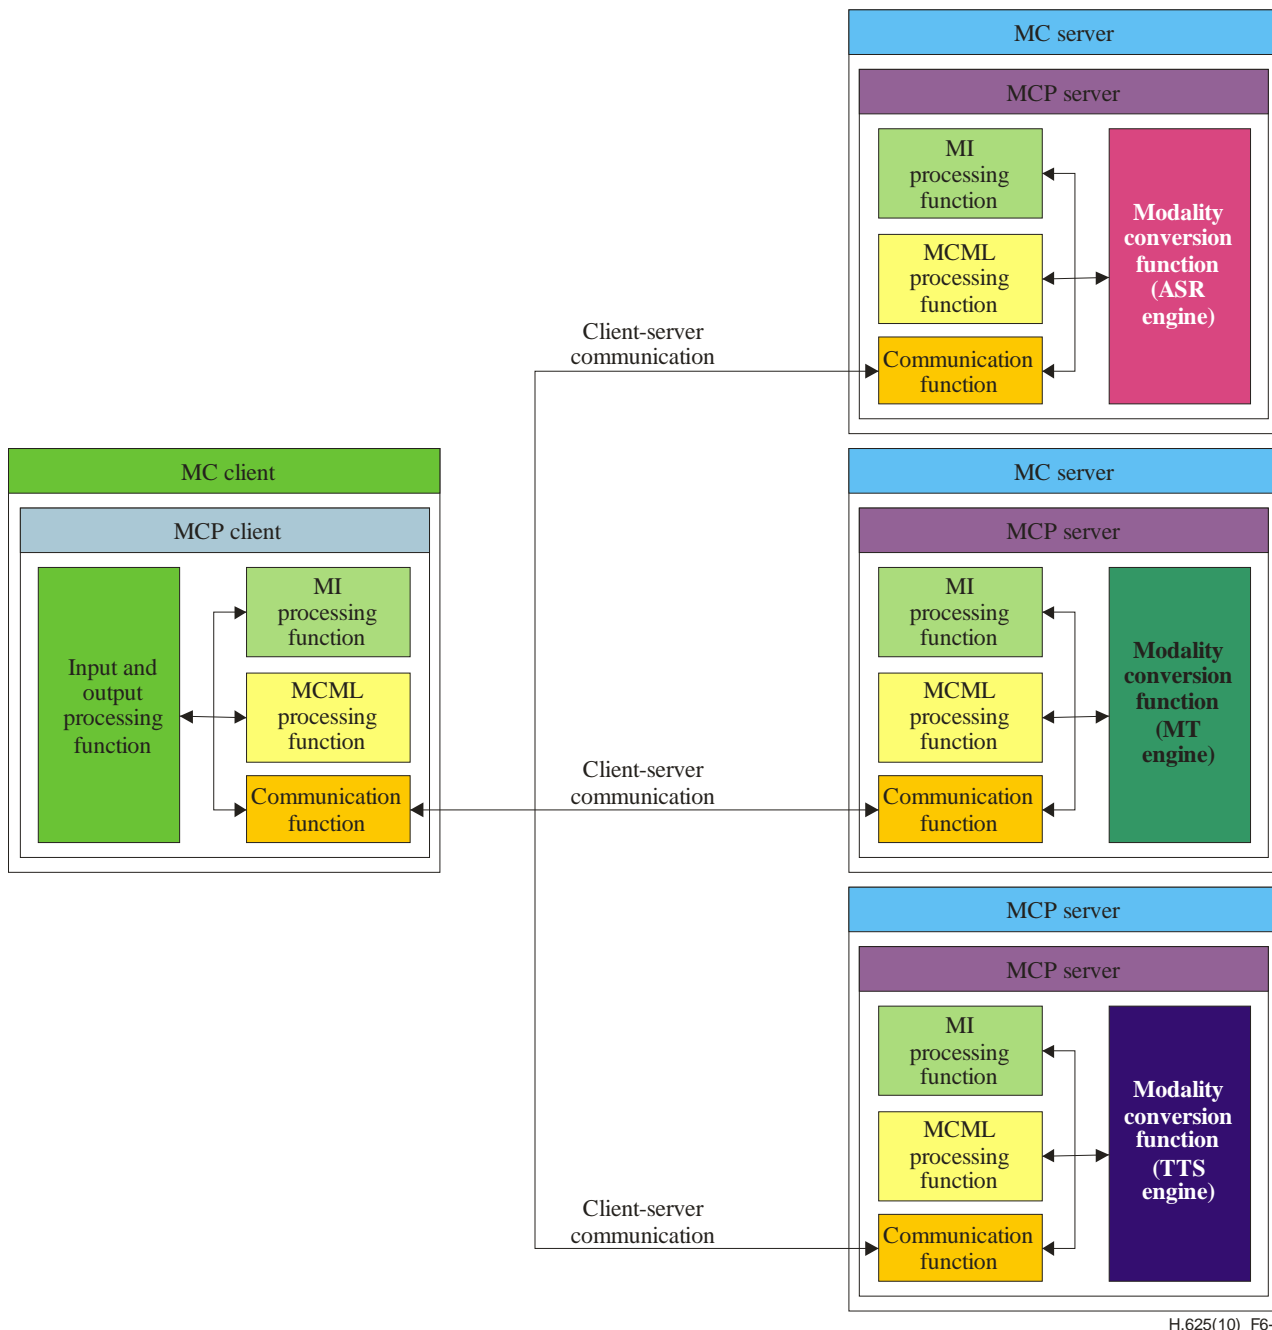 MC server
MCP server
MI
processing
function
MCML
processing
function
Communication
function
Modality
conversion
function
(ASR
engine)
Client-server
communication
MC client
MCP client
Input and
output
processing
function
MI
processing
function
MCML
processing
function
Communication
function
Client-server
communication
MC server
MCP server
MI
processing
function
MCML
processing
function
Communication
function
Modality
conversion
function
(MT
engine)
MCP server
MCP server
MI
processing
function
MCML
processing
function
Communication
function
Modality
conversion
function
(TTS
engine)
Client-server
communication
H.625(10)_F6-